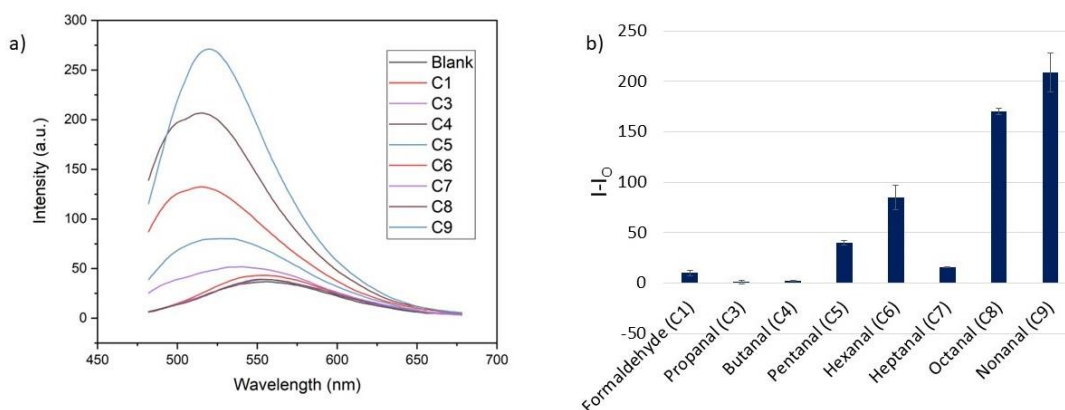 a)
300
250
200
150
100
50
0
Intensity (a.u.)
450 500 550 600 650 700
Wavelength (nm)
Blank
C1
C3
C4
C5
C6
C7
C8
C9
b)
250
200
150
100
50
0
-50
I-I₀
Formaldehyde (C1)
Propanal (C3)
Butanal (C4)
Pentanal (C5)
Hexanal (C6)
Heptanal (C7)
Octanal (C8)
Nonanal (C9)